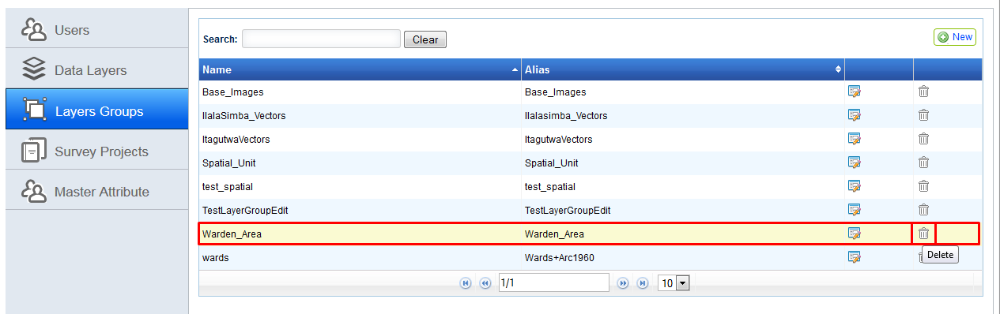 Users
Data Layers
Layers Groups
Survey Projects
Master Attribute
Search: Clear New
Name Alias
Base_Images Base_Images
IlalaSimba_Vectors Ilalasimba_Vectors
ItagutwaVectors ItagutwaVectors
Spatial_Unit Spatial_Unit
test_spatial test_spatial
TestLayerGroupEdit TestLayerGroupEdit
Warden_Area Warden_Area
wards Wards+Arc1960
Delete
1/1 10